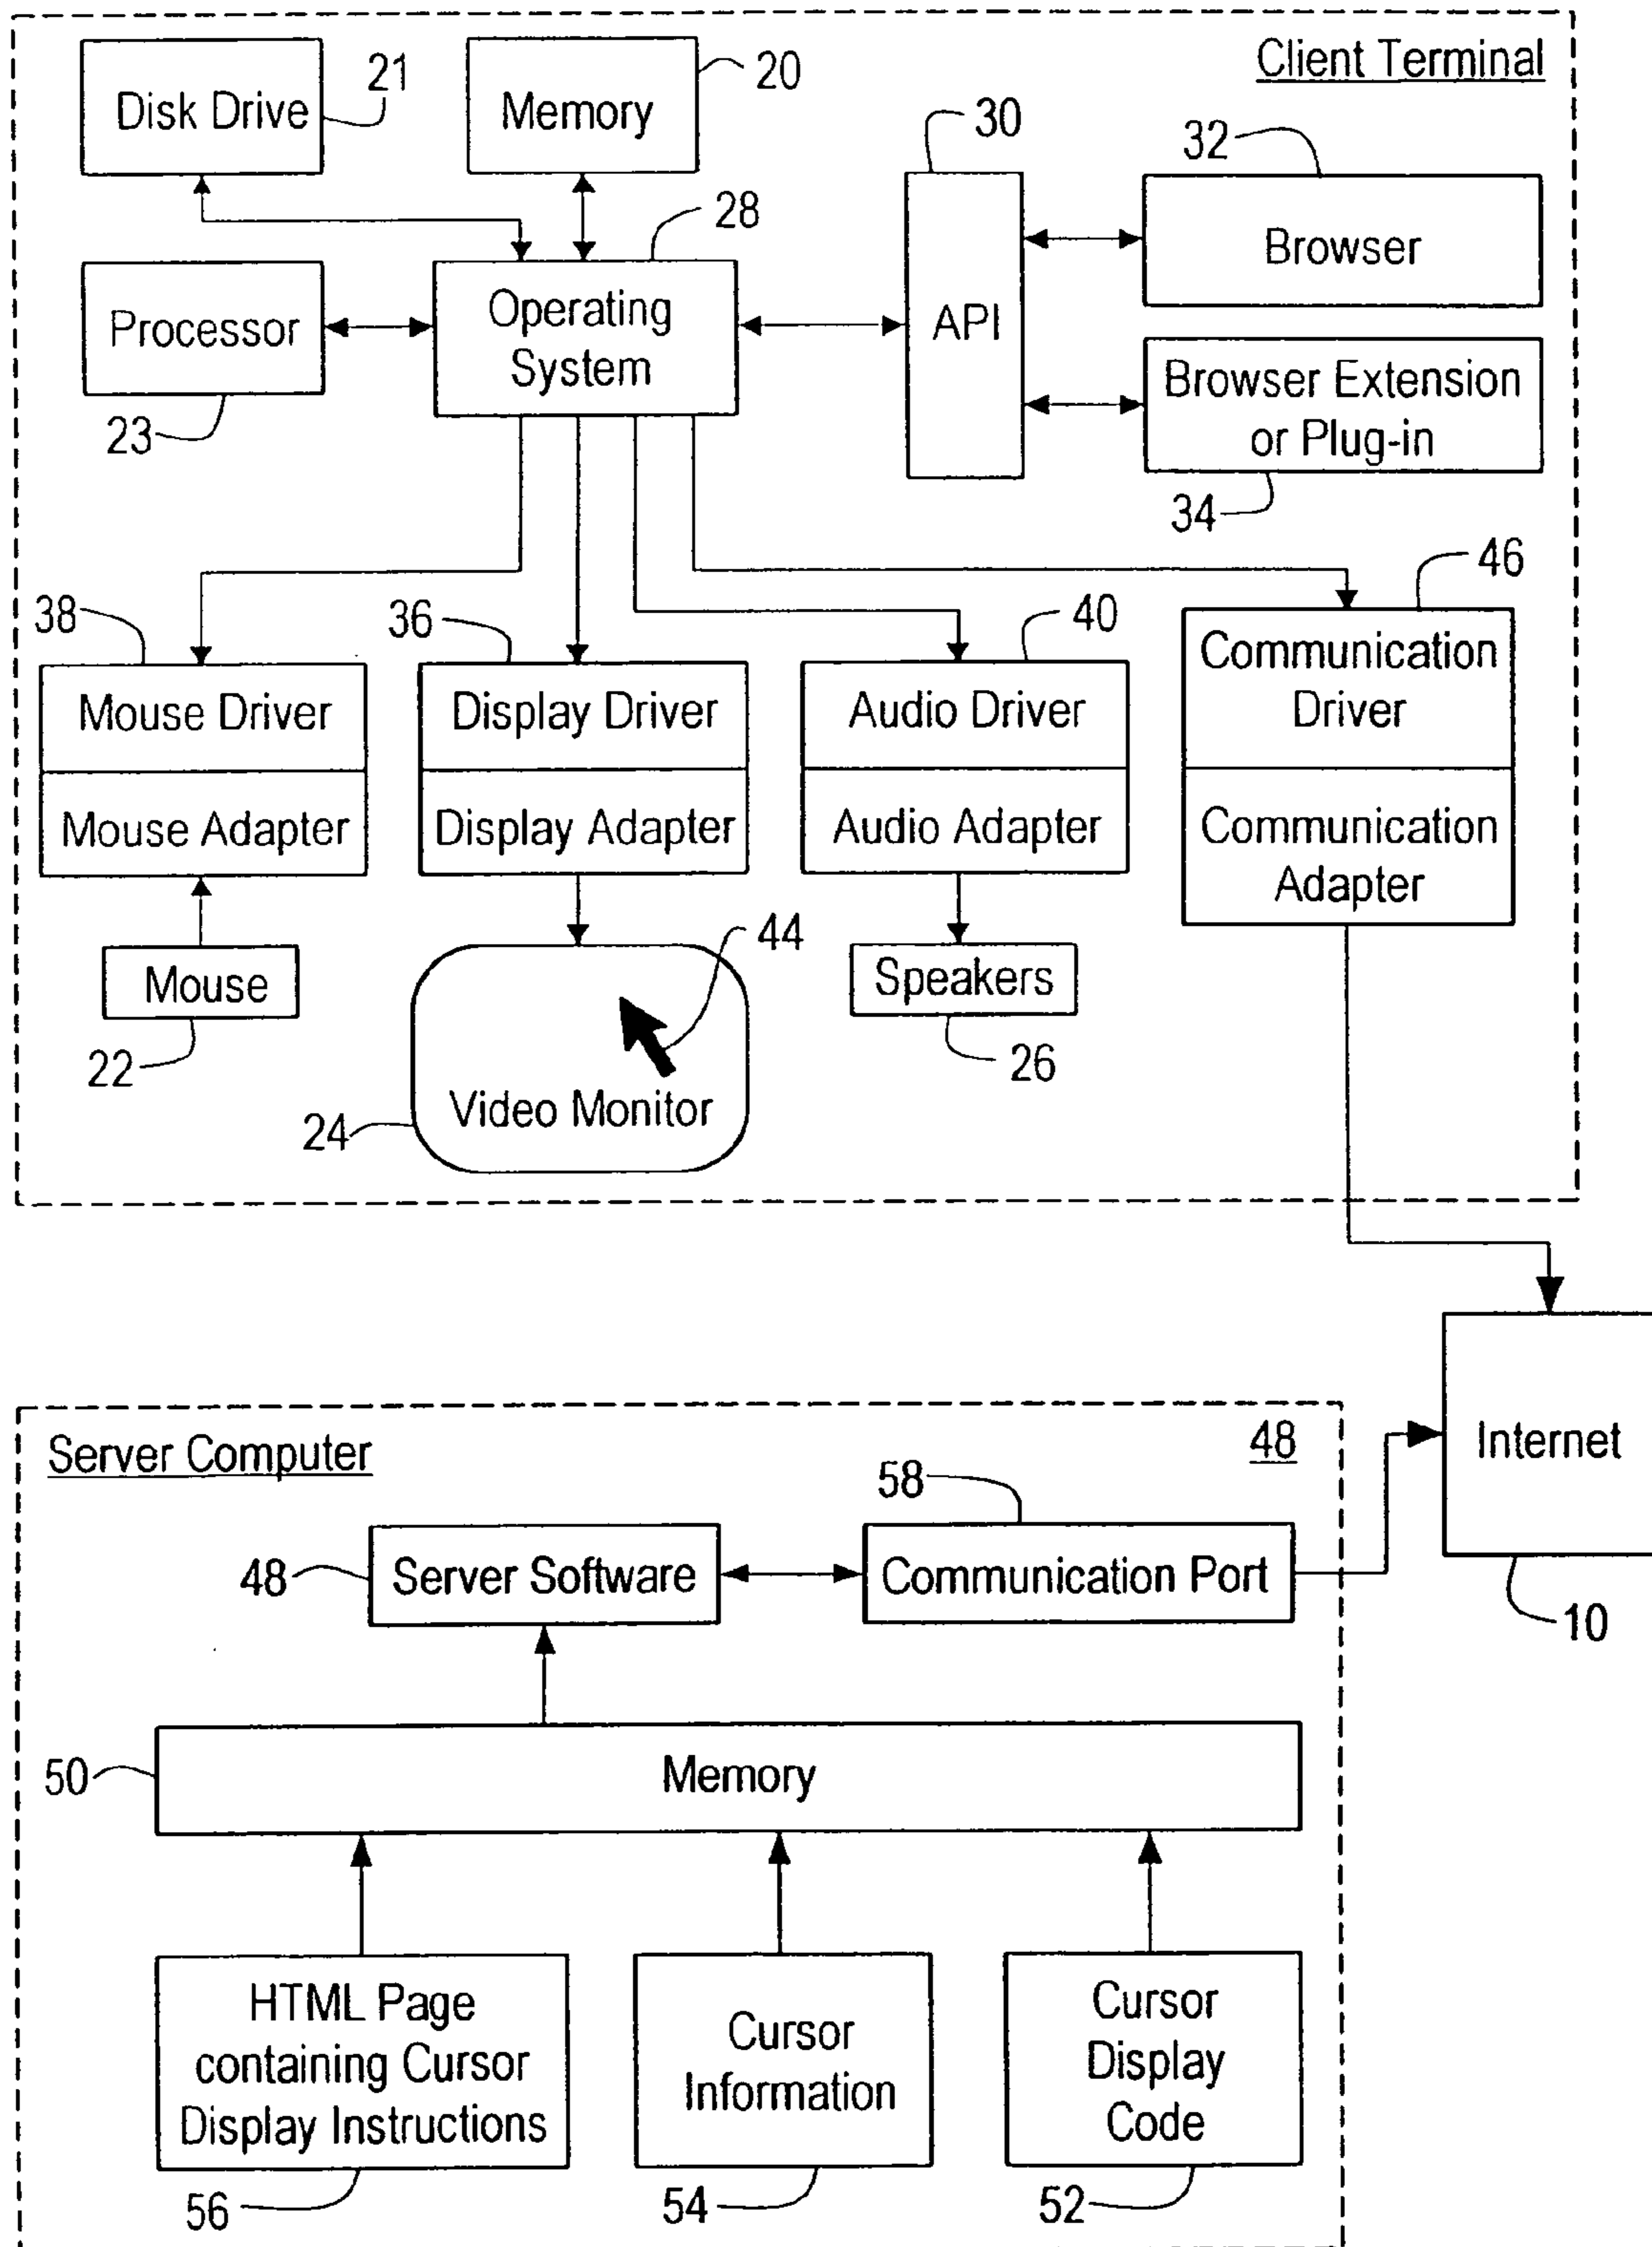 Client Terminal
Disk Drive
21
Memory
20
30
32
Browser
28
Processor
23
Operating
System
API
Browser Extension
or Plug-in
34
46
38
36
40
Mouse Driver
Mouse Adapter
Display Driver
Display Adapter
Audio Driver
Audio Adapter
Communication
Driver
Communication
Adapter
Mouse
22
44
Video Monitor
24
Speakers
26
Internet
10
Server Computer
48
58
48
Server Software
Communication Port
50
Memory
HTML Page
containing Cursor
Display Instructions
56
Cursor
Information
54
Cursor
Display
Code
52